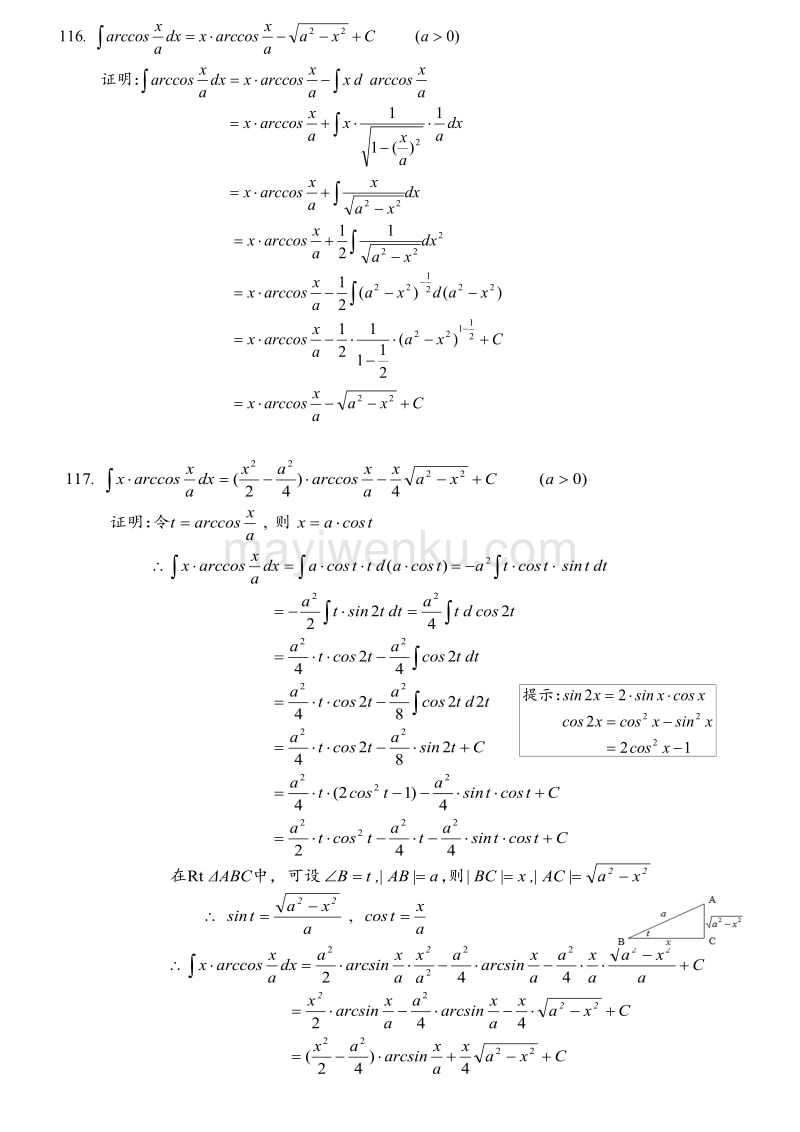 116. ∫ arccos x/a dx = x·arccos x/a − √(a² − x²) + C (a > 0)
证明:∫ arccos x/a dx = x·arccos x/a − ∫ x d arccos x/a
= x·arccos x/a + ∫ x· 1/√(1 − (x/a)²) · 1/a dx
= x·arccos x/a + ∫ x/√(a² − x²) dx
= x·arccos x/a + 1/2 ∫ 1/√(a² − x²) dx²
= x·arccos x/a − 1/2 ∫ (a² − x²)^(−1/2) d(a² − x²)
= x·arccos x/a − 1/2 · 1/(1 − 1/2) · (a² − x²)^(1−1/2) + C
= x·arccos x/a − √(a² − x²) + C
117. ∫ x·arccos x/a dx = (x²/2 − a²/4)·arccos x/a − x/4 √(a² − x²) + C (a > 0)
证明:令t = arccos x/a , 则 x = a·cos t
mayiwenku.com
∴ ∫ x·arccos x/a dx = ∫ a·cos t·t d(a·cos t) = −a² ∫ t·cos t· sin t dt
= − a²/2 ∫ t·sin 2t dt = a²/4 ∫ t d cos 2t
= a²/4 ·t·cos 2t − a²/4 ∫ cos 2t dt
= a²/4 ·t·cos 2t − a²/8 ∫ cos 2t d 2t
= a²/4 ·t·cos 2t − a²/8 ·sin 2t + C
= a²/4 ·t·(2cos² t −1) − a²/4 ·sin t·cos t + C
= a²/2 ·t·cos² t − a²/4 ·t − a²/4 ·sin t·cos t + C
提示:sin 2x = 2·sin x·cos x
cos 2x = cos² x − sin² x
= 2cos² x −1
在Rt ΔABC中, 可设 ∠B = t ,| AB |= a ,则| BC |= x ,| AC |= √(a² − x²)
∴ sin t = √(a² − x²)/a , cos t = x/a
A
a
√(a² − x²)
B
t
x
C
∴ ∫ x·arccos x/a dx = a²/2 ·arcsin x/a · x²/a² − a²/4 ·arcsin x/a − a²/4 · x/a · √(a² − x²)/a + C
= x²/2 ·arcsin x/a − a²/4 ·arcsin x/a − x/4 ·√(a² − x²) + C
= (x²/2 − a²/4)·arcsin x/a + x/4 √(a² − x²) + C